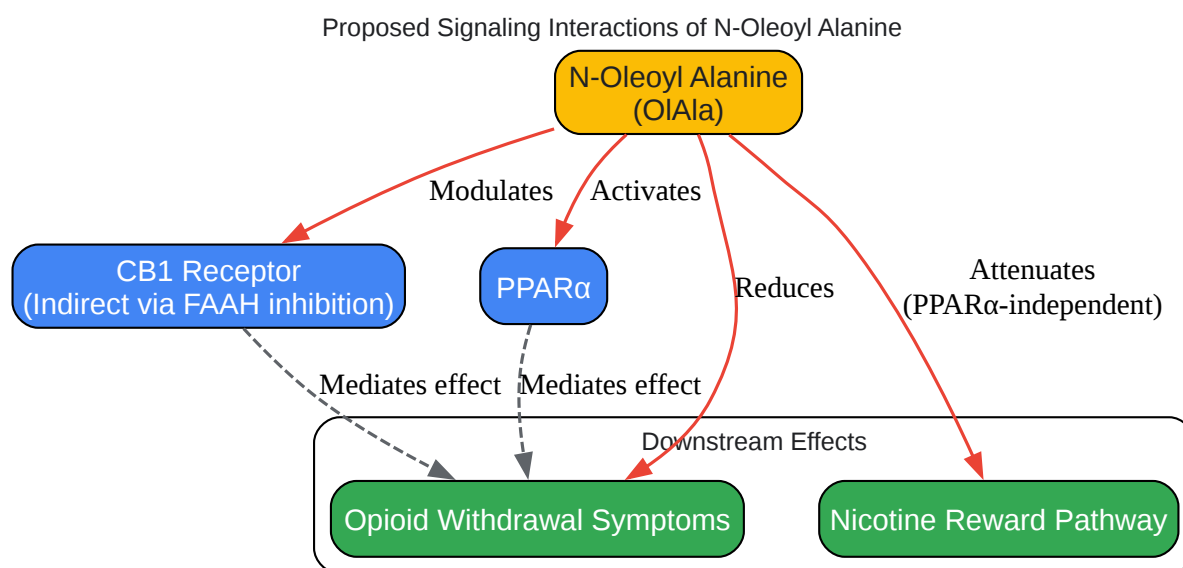 Proposed Signaling Interactions of N-Oleoyl Alanine
N-Oleoyl Alanine
(OlAla)
Modulates
Activates
CB1 Receptor
(Indirect via FAAH inhibition)
PPARα
Reduces
Attenuates
(PPARα-independent)
Mediates effect
Mediates effect
Downstream Effects
Opioid Withdrawal Symptoms
Nicotine Reward Pathway